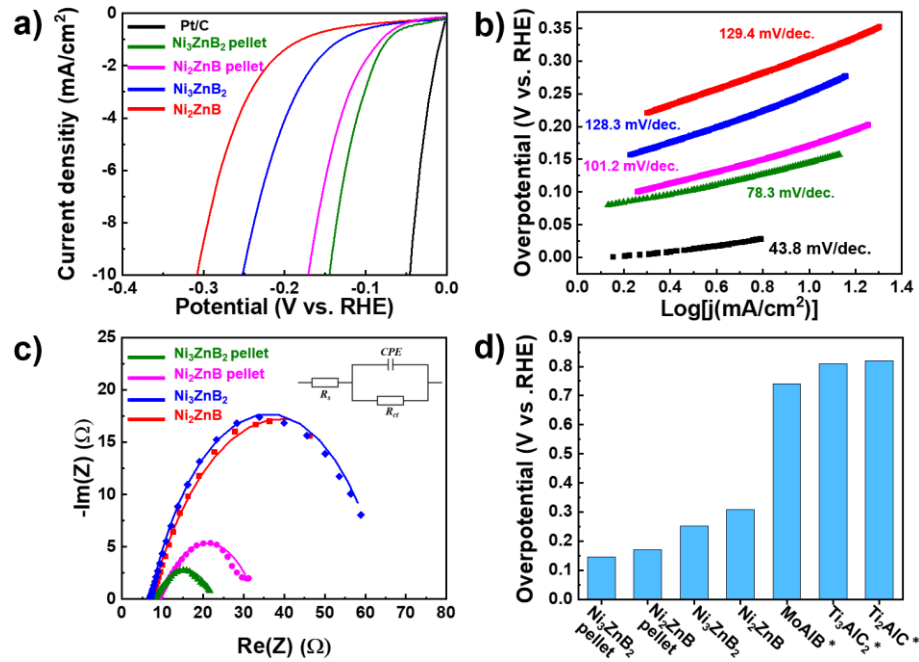 a)
Pt/C
Ni₃ZnB₂ pellet
Ni₂ZnB pellet
Ni₃ZnB₂
Ni₂ZnB
Current densitiy (mA/cm²)
0
-2
-4
-6
-8
-10
-0.4 -0.3 -0.2 -0.1 0.0
Potential (V vs. RHE)
b)
129.4 mV/dec.
128.3 mV/dec.
101.2 mV/dec.
78.3 mV/dec.
43.8 mV/dec.
Overpotential (V vs. RHE)
0.35
0.30
0.25
0.20
0.15
0.10
0.05
0.00
0.0 0.2 0.4 0.6 0.8 1.0 1.2 1.4
Log[j(mA/cm²)]
c)
Ni₃ZnB₂ pellet
Ni₂ZnB pellet
Ni₃ZnB₂
Ni₂ZnB
CPE
Rs
Rct
-Im(Z) (Ω)
25
20
15
10
5
0
0 10 20 30 40 50 60 70 80
Re(Z) (Ω)
d)
Overpotential (V vs .RHE)
0.9
0.8
0.7
0.6
0.5
0.4
0.3
0.2
0.1
0.0
Ni₃ZnB₂
pellet
Ni₂ZnB
pellet
Ni₃ZnB₂
Ni₂ZnB
MoAlB *
Ti₃AlC₂ *
Ti₂AlC *